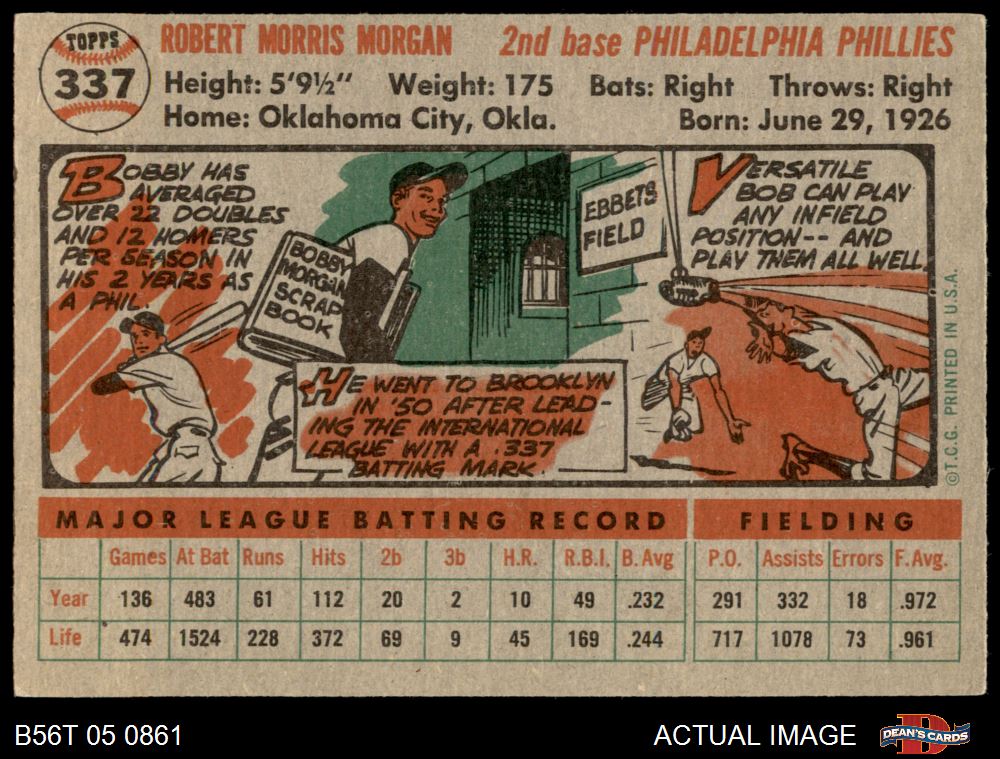 TOPPS
337
ROBERT MORRIS MORGAN 2nd base PHILADELPHIA PHILLIES
Height: 5'9½" Weight: 175 Bats: Right Throws: Right
Home: Oklahoma City, Okla. Born: June 29, 1926
BOBBY HAS
AVERAGED
OVER 22 DOUBLES
AND 12 HOMERS
PER SEASON IN
HIS 2 YEARS AS
A PHIL.
BOBBY
MORGAN
SCRAP
BOOK
EBBETS
FIELD
HE WENT TO BROOKLYN
IN '50 AFTER LEAD-
ING THE INTERNATIONAL
LEAGUE WITH A .337
BATTING MARK.
VERSATILE
BOB CAN PLAY
ANY INFIELD
POSITION-- AND
PLAY THEM ALL WELL.
©T.C.G. PRINTED IN U.S.A.
MAJOR LEAGUE BATTING RECORD FIELDING
Games At Bat Runs Hits 2b 3b H.R. R.B.I. B. Avg P.O. Assists Errors F. Avg.
Year 136 483 61 112 20 2 10 49 .232 291 332 18 .972
Life 474 1524 228 372 69 9 45 169 .244 717 1078 73 .961
B56T 05 0861 ACTUAL IMAGE D DEAN'S CARDS